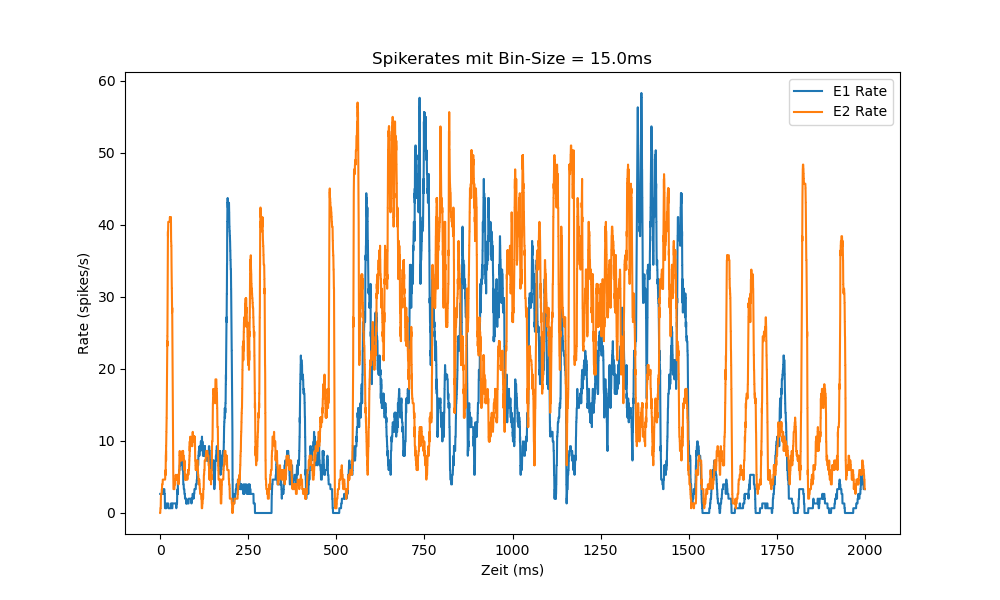 Spikerates mit Bin-Size = 15.0ms
E1 Rate
E2 Rate
60
50
40
30
20
10
0
Rate (spikes/s)
0 250 500 750 1000 1250 1500 1750 2000
Zeit (ms)